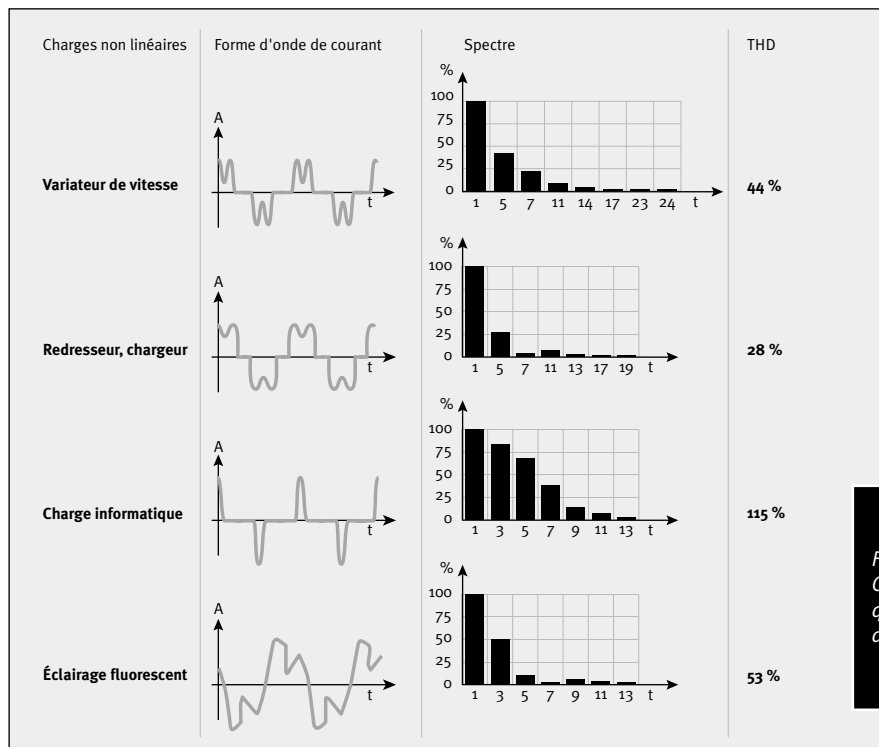 Charges non linéaires Forme d'onde de courant Spectre THD
Variateur de vitesse
A
t
%
100
75
50
25
0
1 5 7 11 14 17 23 24 t
44 %
Redresseur, chargeur
A
t
%
100
75
50
25
0
1 5 7 11 13 17 19 t
28 %
Charge informatique
A
t
%
100
75
50
25
0
1 3 5 7 9 11 13 t
115 %
Éclairage fluorescent
A
t
%
100
75
50
25
0
1 3 5 7 9 11 13 t
53 %